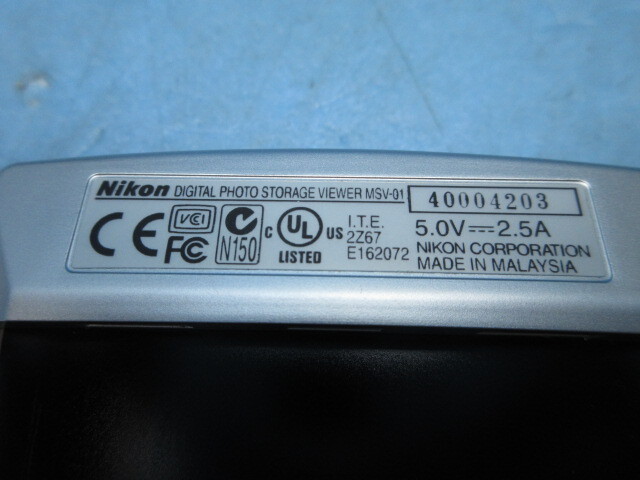 Nikon DIGITAL PHOTO STORAGE VIEWER MSV-01 40004203
CE VCI FC N150 C UL US LISTED
I.T.E.
2Z67
E162072
5.0V⎓2.5A
NIKON CORPORATION
MADE IN MALAYSIA